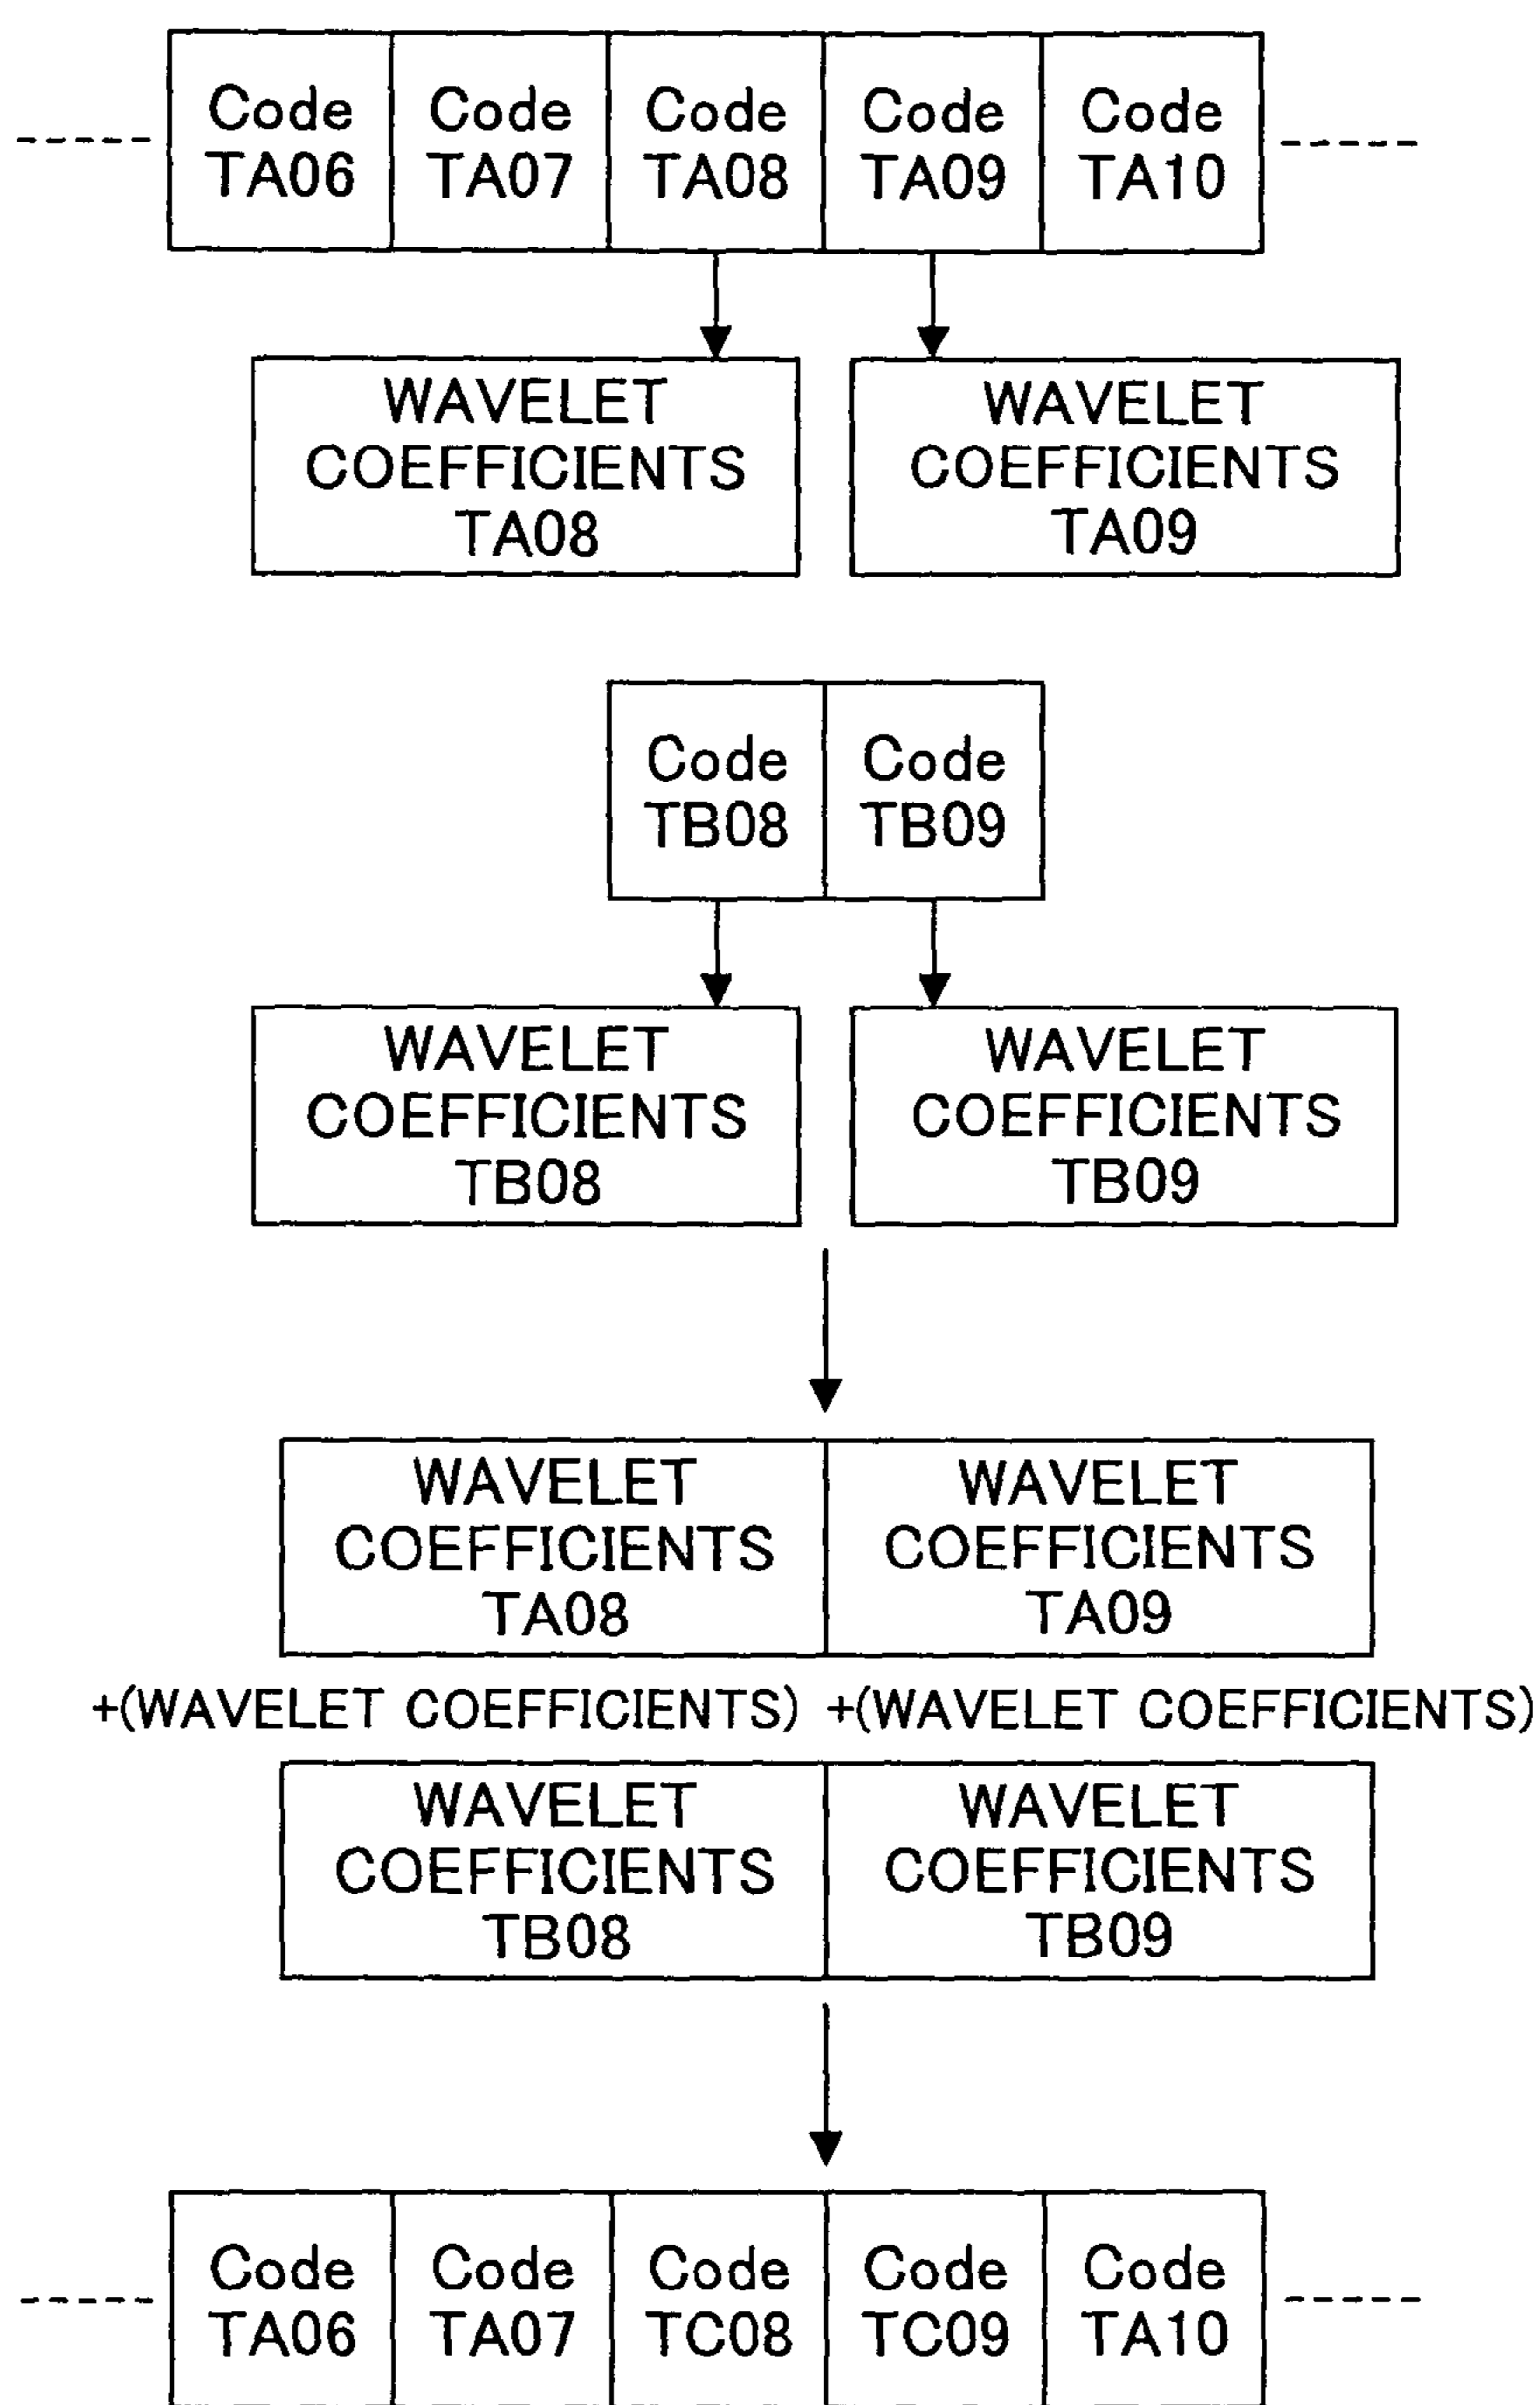 Code Code Code Code Code
TA06 TA07 TA08 TA09 TA10
WAVELET WAVELET
COEFFICIENTS COEFFICIENTS
TA08 TA09
Code Code
TB08 TB09
WAVELET WAVELET
COEFFICIENTS COEFFICIENTS
TB08 TB09
WAVELET WAVELET
COEFFICIENTS COEFFICIENTS
TA08 TA09
+(WAVELET COEFFICIENTS) +(WAVELET COEFFICIENTS)
WAVELET WAVELET
COEFFICIENTS COEFFICIENTS
TB08 TB09
Code Code Code Code Code
TA06 TA07 TC08 TC09 TA10